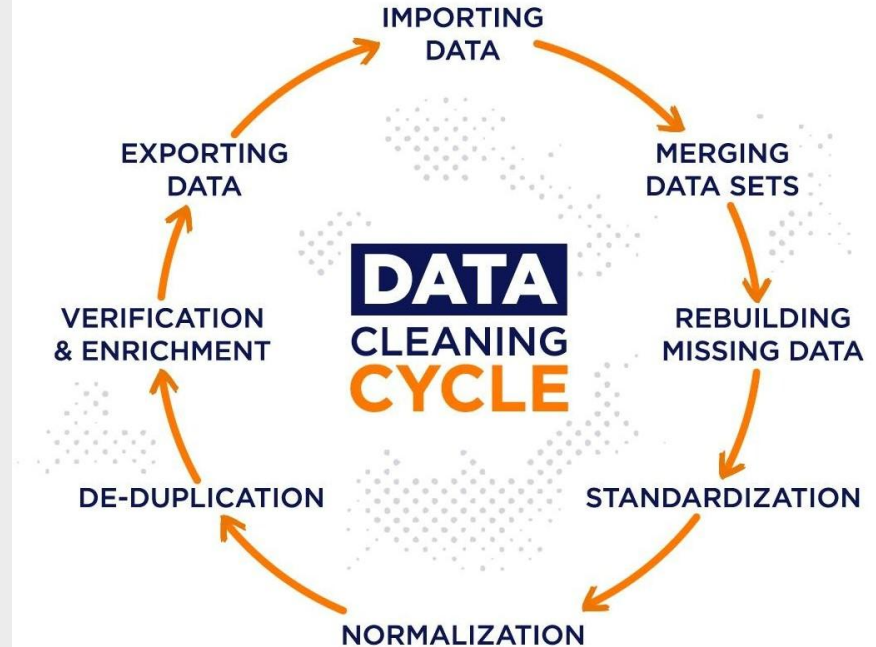 IMPORTING
DATA
MERGING
DATA SETS
REBUILDING
MISSING DATA
STANDARDIZATION
NORMALIZATION
DE-DUPLICATION
VERIFICATION
& ENRICHMENT
EXPORTING
DATA
DATA
CLEANING
CYCLE